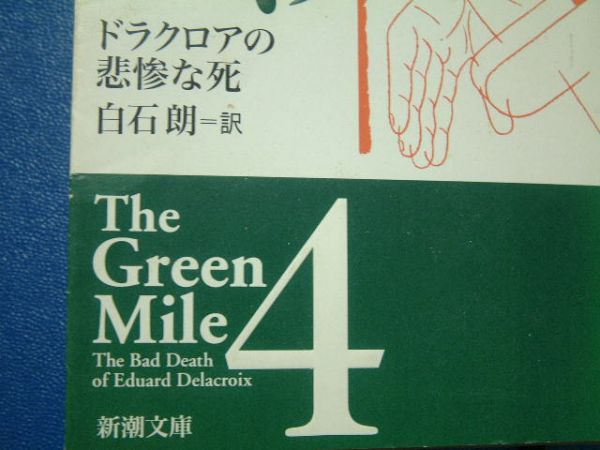 ドラクロアの
悲惨な死
白石 朗=訳
The
Green
Mile
4
The Bad Death
of Eduard Delacroix
新潮文庫